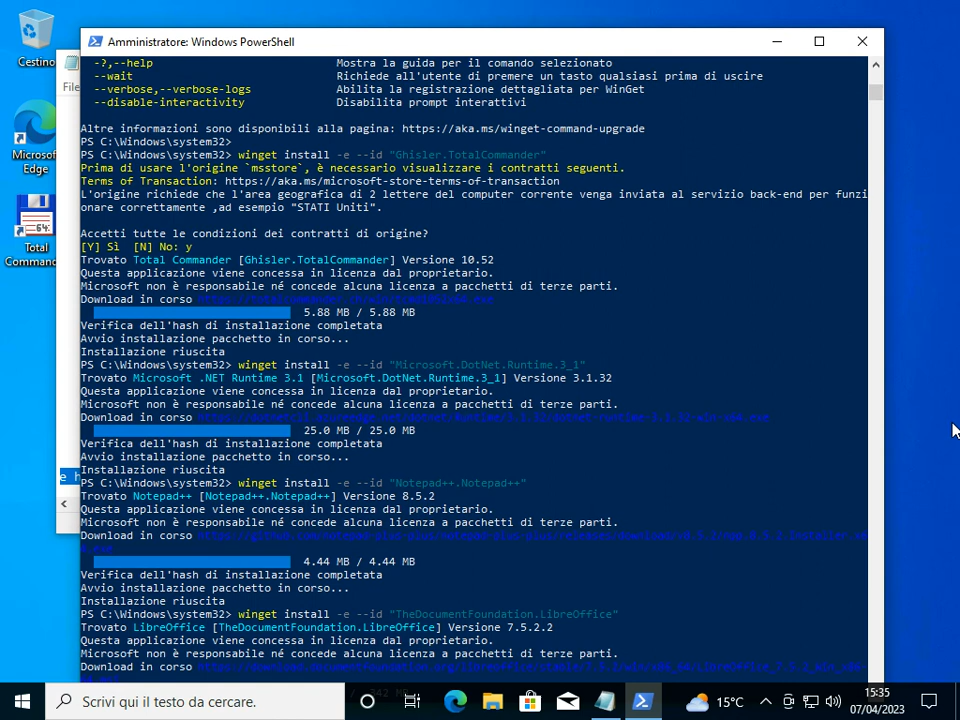 Cestino
Microsof
Edge
Total
Command
File
e h
Amministratore: Windows PowerShell
-?,--help Mostra la guida per il comando selezionato
--wait Richiede all'utente di premere un tasto qualsiasi prima di uscire
--verbose,--verbose-logs Abilita la registrazione dettagliata per WinGet
--disable-interactivity Disabilita prompt interattivi
Altre informazioni sono disponibili alla pagina: https://aka.ms/winget-command-upgrade
PS C:\Windows\system32>
PS C:\Windows\system32> winget install -e --id "Ghisler.TotalCommander"
Prima di usare l'origine `msstore`, è necessario visualizzare i contratti seguenti.
Terms of Transaction: https://aka.ms/microsoft-store-terms-of-transaction
L'origine richiede che l'area geografica di 2 lettere del computer corrente venga inviata al servizio back-end per funzi
onare correttamente ,ad esempio "STATI Uniti".
Accetti tutte le condizioni dei contratti di origine?
[Y] Sì [N] No: y
Trovato Total Commander [Ghisler.TotalCommander] Versione 10.52
Questa applicazione viene concessa in licenza dal proprietario.
Microsoft non è responsabile né concede alcuna licenza a pacchetti di terze parti.
Download in corso
5.88 MB / 5.88 MB
Verifica dell'hash di installazione completata
Avvio installazione pacchetto in corso...
Installazione riuscita
PS C:\Windows\system32> winget install -e --id "Microsoft.DotNet.Runtime.3_1"
Trovato Microsoft .NET Runtime 3.1 [Microsoft.DotNet.Runtime.3_1] Versione 3.1.32
Questa applicazione viene concessa in licenza dal proprietario.
Microsoft non è responsabile né concede alcuna licenza a pacchetti di terze parti.
Download in corso
25.0 MB / 25.0 MB
Verifica dell'hash di installazione completata
Avvio installazione pacchetto in corso...
Installazione riuscita
PS C:\Windows\system32> winget install -e --id "Notepad++.Notepad++"
Trovato Notepad++ [Notepad++.Notepad++] Versione 8.5.2
Questa applicazione viene concessa in licenza dal proprietario.
Microsoft non è responsabile né concede alcuna licenza a pacchetti di terze parti.
Download in corso
4.44 MB / 4.44 MB
Verifica dell'hash di installazione completata
Avvio installazione pacchetto in corso...
Installazione riuscita
PS C:\Windows\system32> winget install -e --id "TheDocumentFoundation.LibreOffice"
Trovato LibreOffice [TheDocumentFoundation.LibreOffice] Versione 7.5.2.2
Questa applicazione viene concessa in licenza dal proprietario.
Microsoft non è responsabile né concede alcuna licenza a pacchetti di terze parti.
Download in corso
Scrivi qui il testo da cercare.
15°C
15:35
07/04/2023